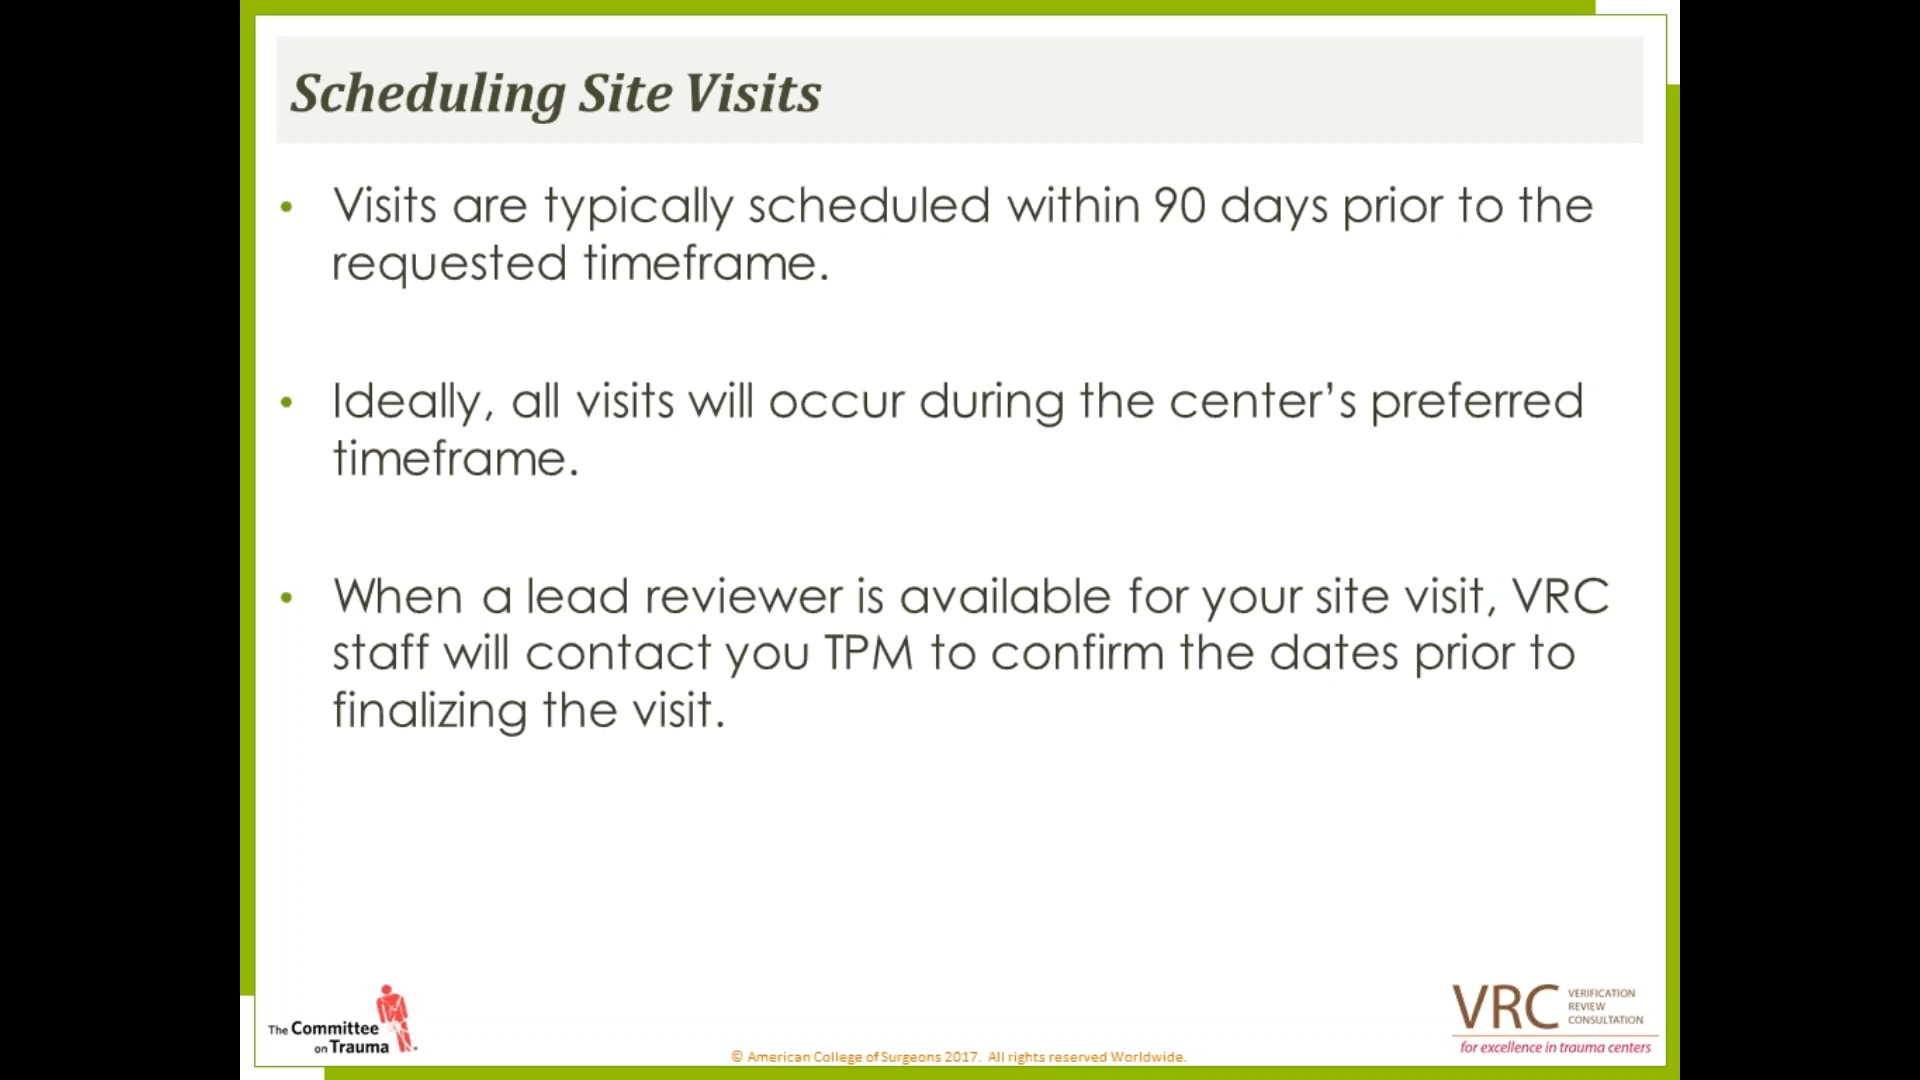 Scheduling Site Visits
• Visits are typically scheduled within 90 days prior to the
requested timeframe.
• Ideally, all visits will occur during the center’s preferred
timeframe.
• When a lead reviewer is available for your site visit, VRC
staff will contact you TPM to confirm the dates prior to
finalizing the visit.
The Committee
on Trauma
© American College of Surgeons 2017. All rights reserved Worldwide.
VRC
VERIFICATION
REVIEW
CONSULTATION
for excellence in trauma centers